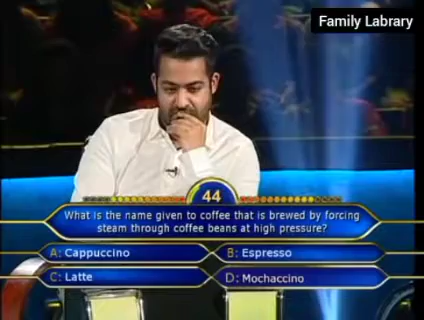 Family Labrary
44
What is the name given to coffee that is brewed by forcing
steam through coffee beans at high pressure?
A: Cappuccino
B: Espresso
C: Latte
D: Mochaccino